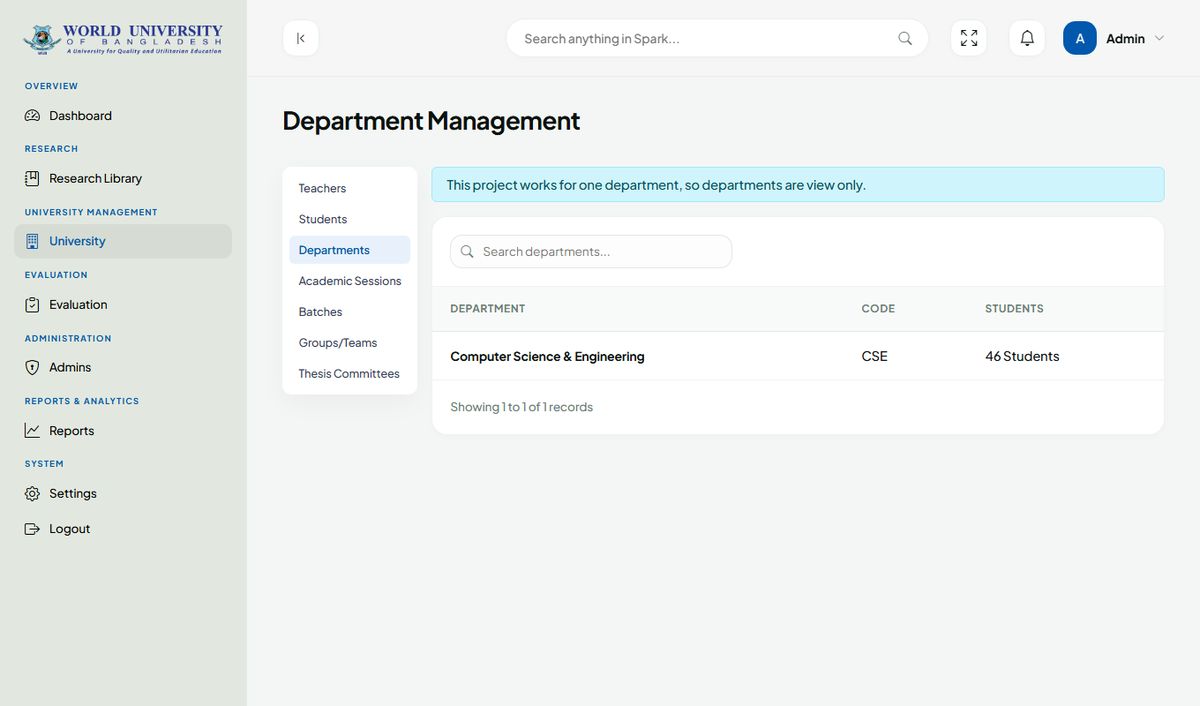 WORLD UNIVERSITY
OF BANGLADESH
A University for Quality and Utilitarian Education
OVERVIEW
Dashboard
RESEARCH
Research Library
UNIVERSITY MANAGEMENT
University
EVALUATION
Evaluation
ADMINISTRATION
Admins
REPORTS & ANALYTICS
Reports
SYSTEM
Settings
Logout
Search anything in Spark...
A
Admin
Department Management
Teachers
Students
Departments
Academic Sessions
Batches
Groups/Teams
Thesis Committees
This project works for one department, so departments are view only.
Search departments...
DEPARTMENT CODE STUDENTS
Computer Science & Engineering CSE 46 Students
Showing 1 to 1 of 1 records